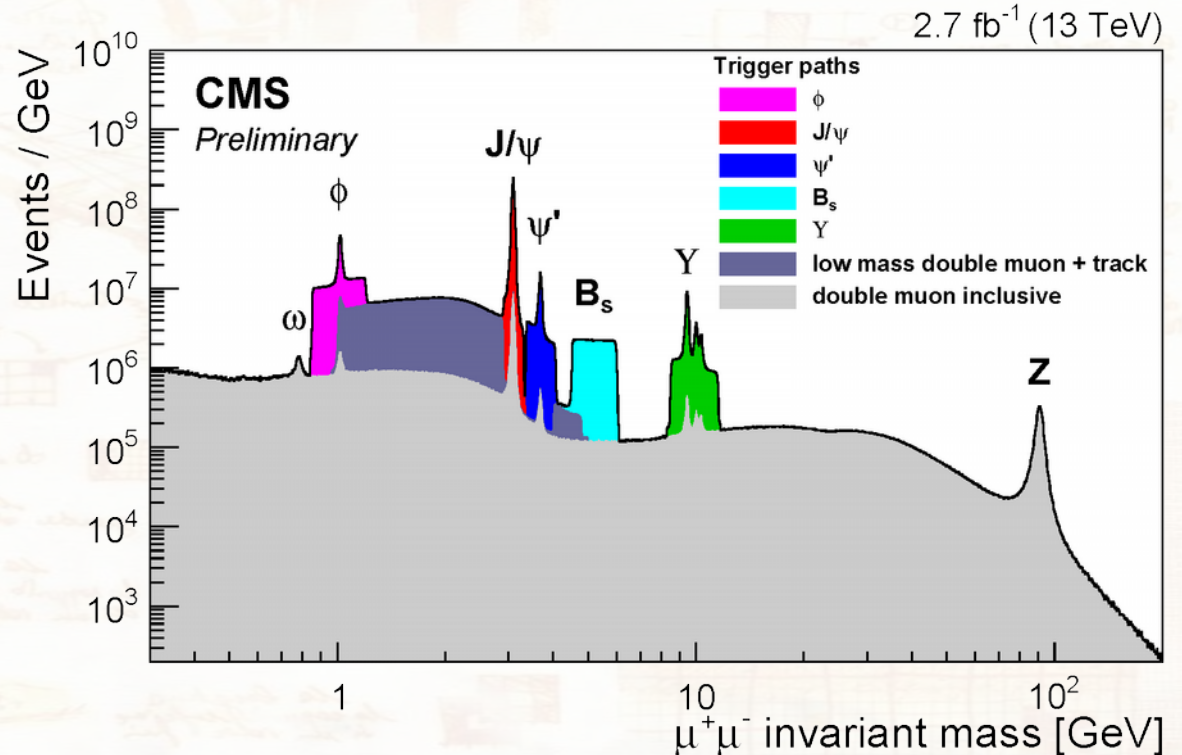 2.7 fb⁻¹ (13 TeV)
Events / GeV
10¹⁰
10⁹
10⁸
10⁷
10⁶
10⁵
10⁴
10³
CMS
Preliminary
ω
ϕ
J/ψ
ψ'
Bₛ
Υ
Z
Trigger paths
ϕ
J/ψ
ψ'
Bₛ
Υ
low mass double muon + track
double muon inclusive
1
10
10²
μ⁺μ⁻ invariant mass [GeV]